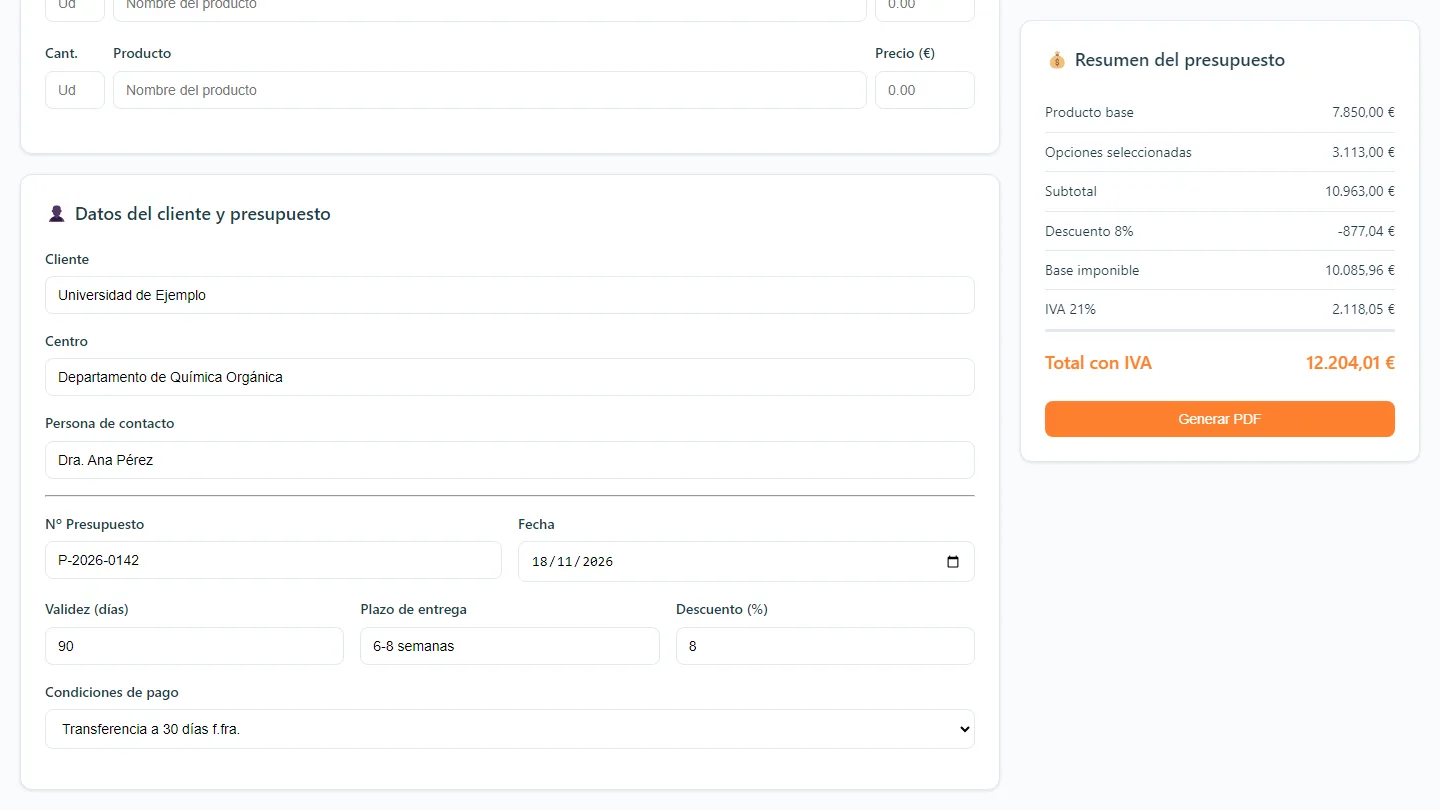 Ud Nombre del producto 0.00
Cant. Producto Precio (€)
Ud Nombre del producto 0.00
Datos del cliente y presupuesto
Cliente
Universidad de Ejemplo
Centro
Departamento de Química Orgánica
Persona de contacto
Dra. Ana Pérez
Nº Presupuesto Fecha
P-2026-0142 18/11/2026
Validez (días) Plazo de entrega Descuento (%)
90 6-8 semanas 8
Condiciones de pago
Transferencia a 30 días f.fra.
Resumen del presupuesto
Producto base 7.850,00 €
Opciones seleccionadas 3.113,00 €
Subtotal 10.963,00 €
Descuento 8% -877,04 €
Base imponible 10.085,96 €
IVA 21% 2.118,05 €
Total con IVA 12.204,01 €
Generar PDF